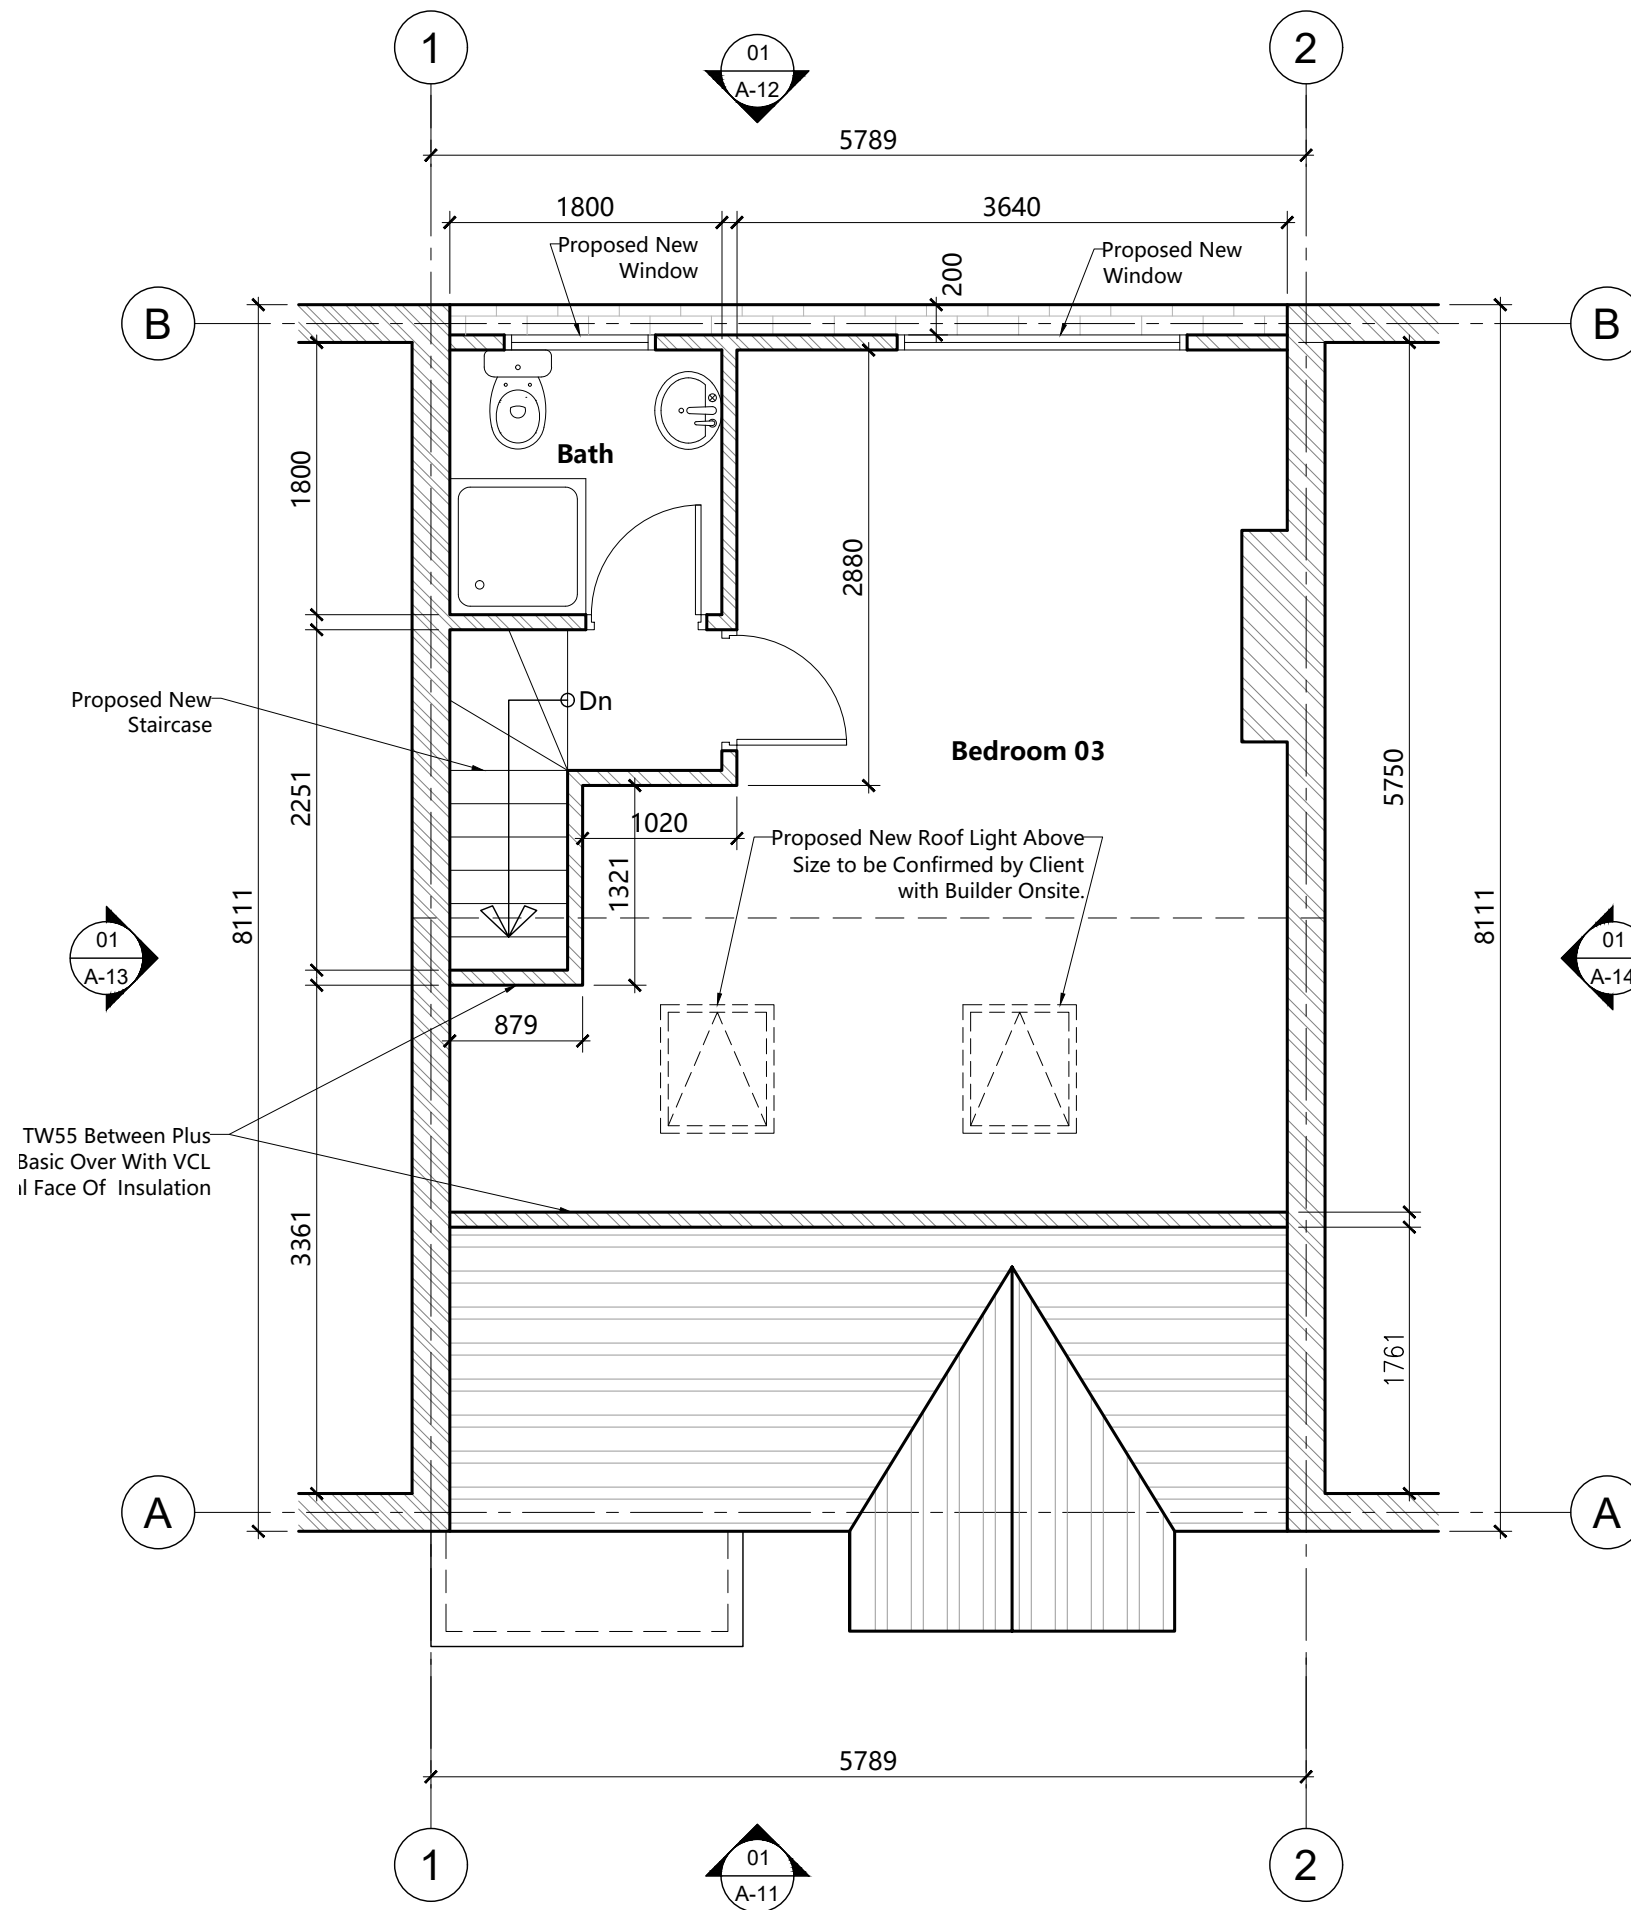 1
2
01
A-12
5789
1800
3640
Proposed New
Window
200
Proposed New
Window
B
B
1800
Bath
2880
Proposed New
Staircase
Dn
Bedroom 03
2251
5750
1020
1321
Proposed New Roof Light Above
Size to be Confirmed by Client
with Builder Onsite.
8111
8111
01
A-13
01
A-14
879
TW55 Between Plus
Basic Over With VCL
l Face Of Insulation
3361
1761
A
A
5789
1
2
01
A-11